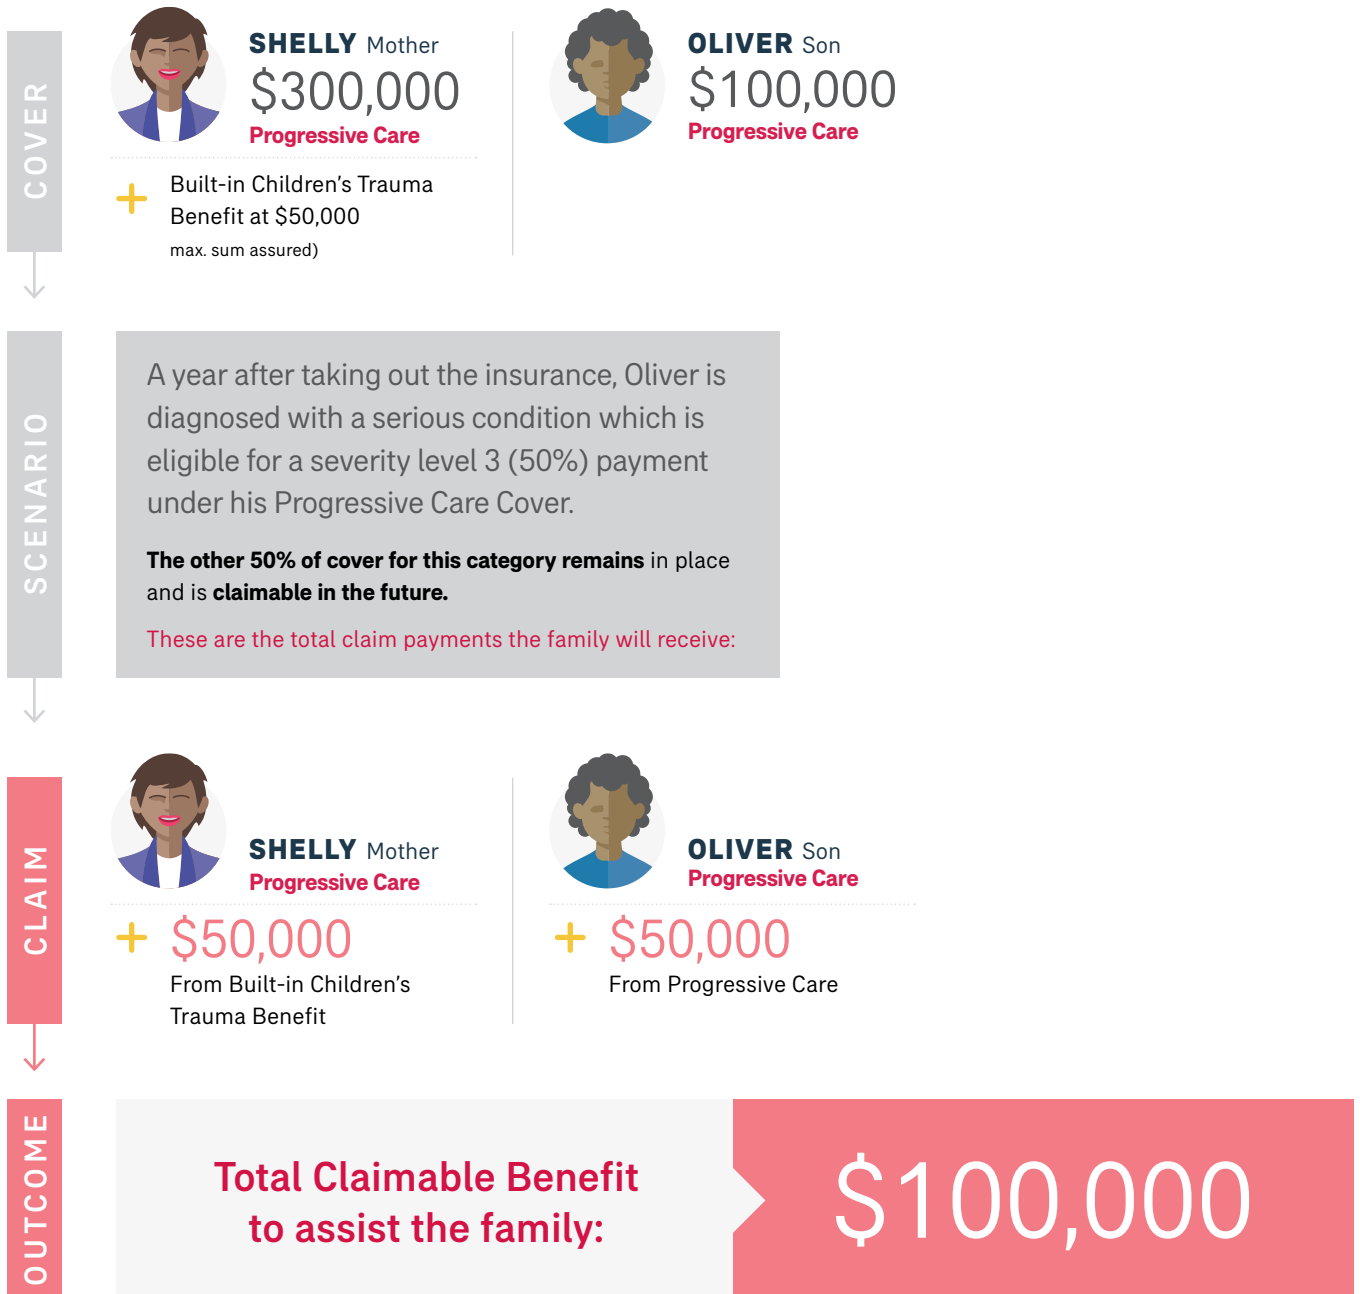 COVER
SHELLY Mother
$300,000
Progressive Care
Built-in Children’s Trauma
Benefit at $50,000
max. sum assured)
OLIVER Son
$100,000
Progressive Care
SCENARIO
A year after taking out the insurance, Oliver is
diagnosed with a serious condition which is
eligible for a severity level 3 (50%) payment
under his Progressive Care Cover.
The other 50% of cover for this category remains in place
and is claimable in the future.
These are the total claim payments the family will receive:
CLAIM
SHELLY Mother
Progressive Care
$50,000
From Built-in Children’s
Trauma Benefit
OLIVER Son
Progressive Care
$50,000
From Progressive Care
OUTCOME
Total Claimable Benefit
to assist the family:
$100,000